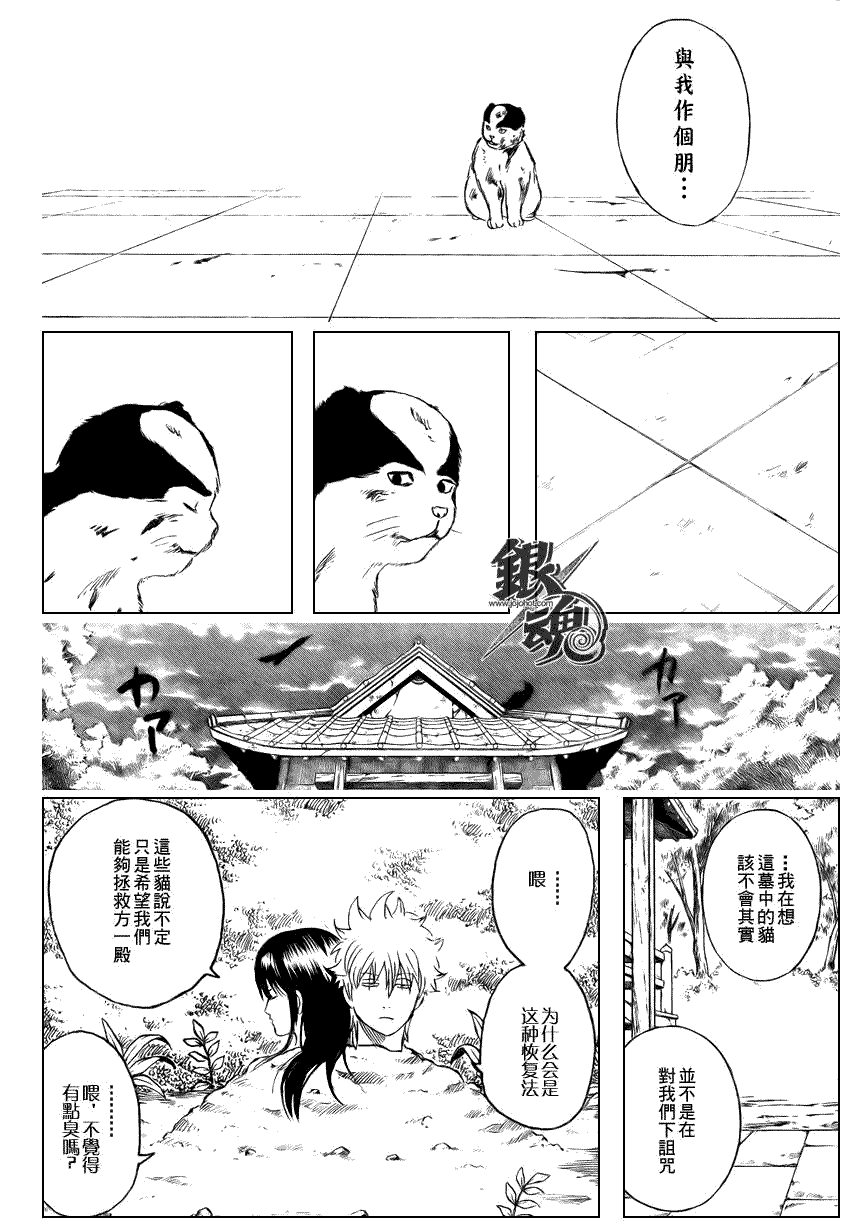 與我作個朋…
銀魂
www.jojohot.com
カアー
カアー
…我在想
這墓中的貓
該不會其實
並不是在
對我們下詛咒
喂……
为什么会是
这种恢复法
這些貓說不定
只是希望我們
能夠拯救方一殿
………
喂，不覺得
有點臭嗎？